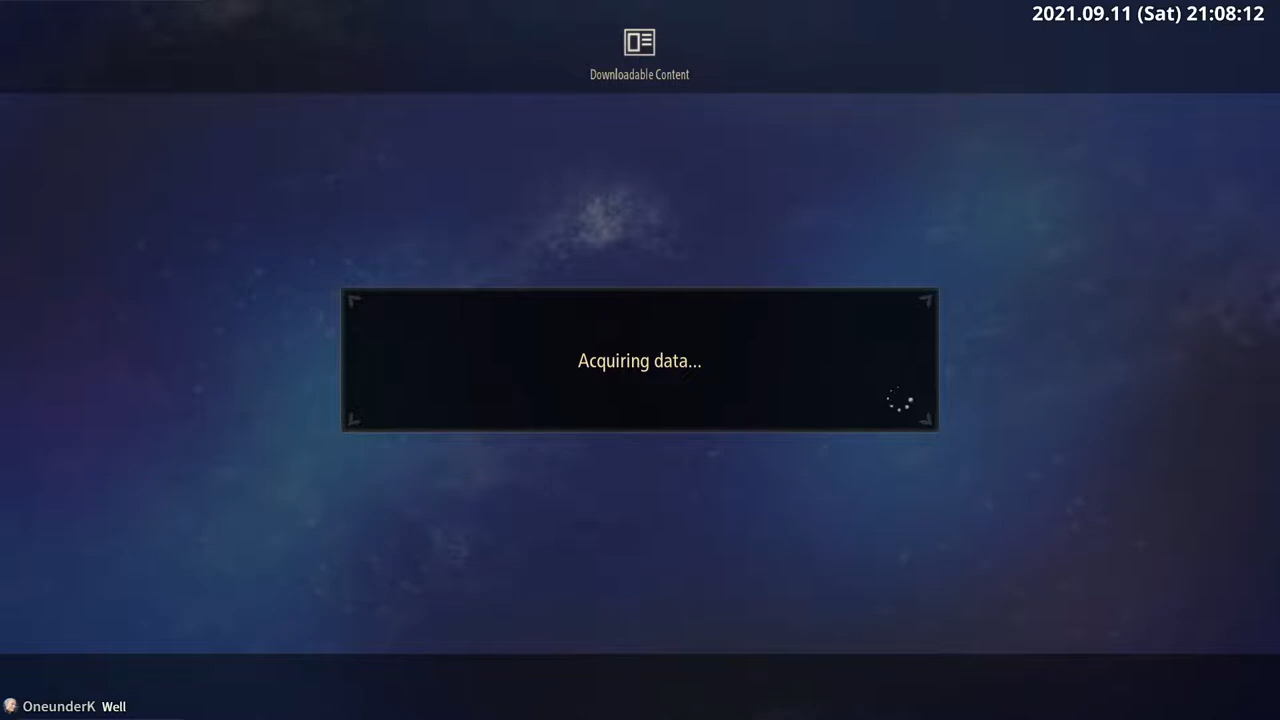 2021.09.11 (Sat) 21:08:12
Downloadable Content
Acquiring data...
OneunderK Well